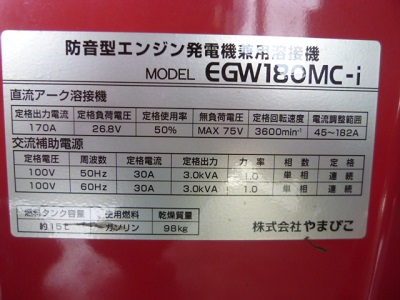 防音型エンジン発電機兼用溶接機
MODEL EGW180MC-i
直流アーク溶接機
定格出力電流 定格負荷電圧 定格使用率 無負荷電圧 定格回転速度 電流調整範囲
170A 26.8V 50% MAX 75V 3600min⁻¹ 45~182A
交流補助電源
定格電圧 周波数 定格電流 定格出力 力率 相数 定格
100V 50Hz 30A 3.0kVA 1.0 単相 連続
100V 60Hz 30A 3.0kVA 1.0 単相 連続
燃料タンク容量 使用燃料 乾燥質量
約15ℓ ガソリン 98kg
株式会社やまびこ